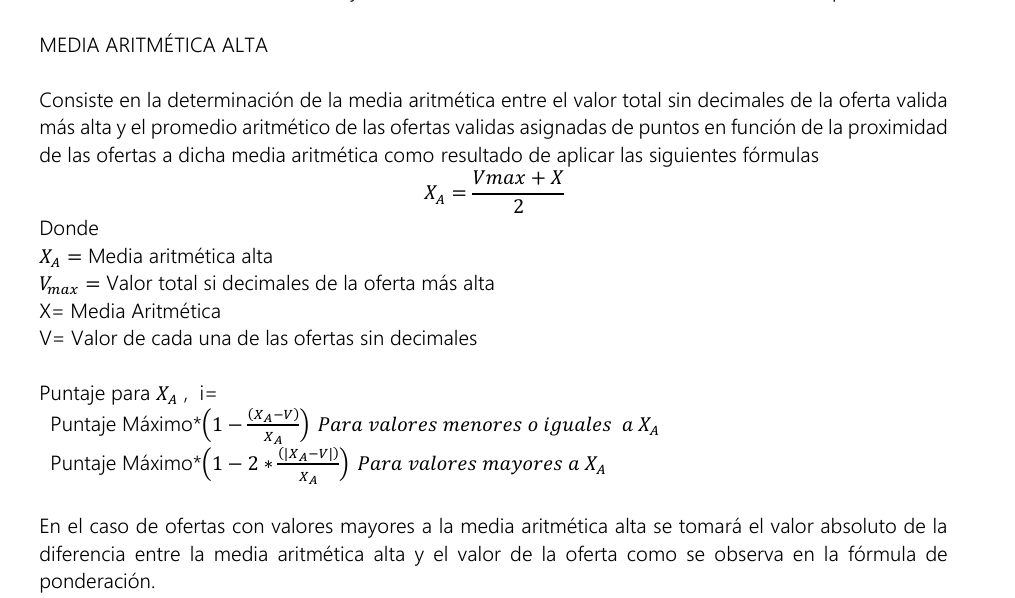 MEDIA ARITMÉTICA ALTA
Consiste en la determinación de la media aritmética entre el valor total sin decimales de la oferta valida
más alta y el promedio aritmético de las ofertas validas asignadas de puntos en función de la proximidad
de las ofertas a dicha media aritmética como resultado de aplicar las siguientes fórmulas
X_A = (Vmax + X) / 2
Donde
X_A = Media aritmética alta
V_max = Valor total si decimales de la oferta más alta
X= Media Aritmética
V= Valor de cada una de las ofertas sin decimales
Puntaje para X_A , i=
Puntaje Máximo*(1 − (X_A−V)/X_A) Para valores menores o iguales a X_A
Puntaje Máximo*(1 − 2 * (|X_A−V|)/X_A) Para valores mayores a X_A
En el caso de ofertas con valores mayores a la media aritmética alta se tomará el valor absoluto de la
diferencia entre la media aritmética alta y el valor de la oferta como se observa en la fórmula de
ponderación.